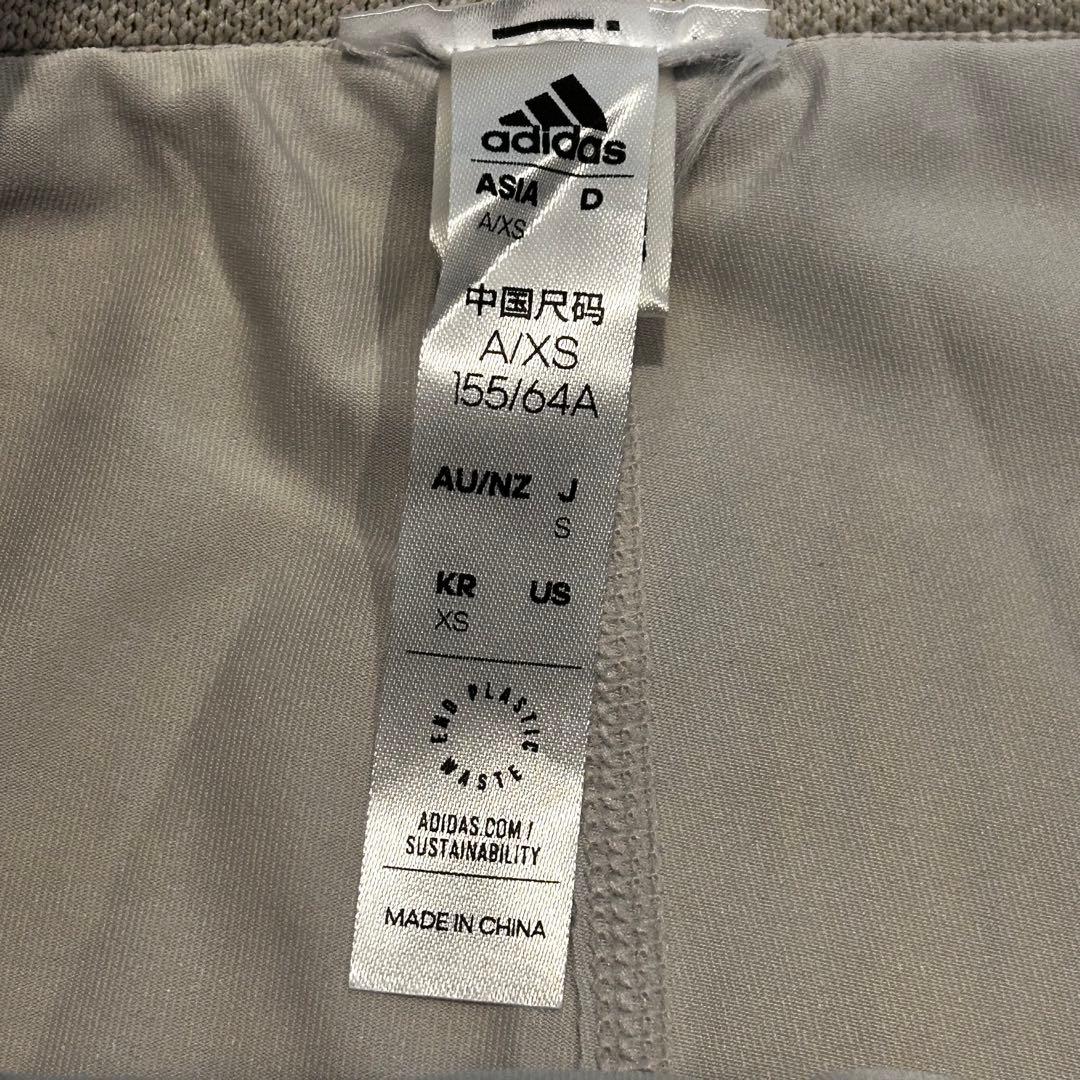 adidas
ASIA D
A/XS
中国尺码
A/XS
155/64A
AU/NZ J
S
KR US
XS
END PLASTIC WASTE
ADIDAS.COM/
SUSTAINABILITY
MADE IN CHINA